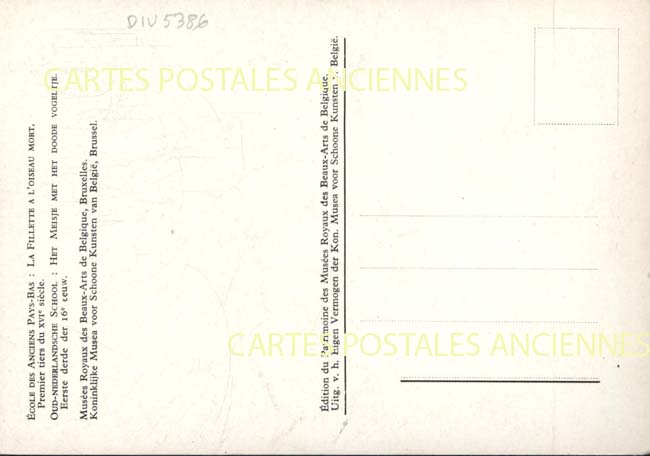 DIV5386
CARTES POSTALES ANCIENNES
École des Anciens Pays-Bas : La Fillette a l'oiseau mort.
Premier tiers du XVIe siècle.
Oud-nederlandsche School : Het Meisje met het doode vogeltje.
Eerste derde der 16e eeuw.
Musées Royaux des Beaux-Arts de Belgique, Bruxelles.
Koninklijke Musea voor Schoone Kunsten van België, Brussel.
Édition du Patrimoine des Musées Royaux des Beaux-Arts de Belgique.
Uitg. v. h. Eigen Vermogen der Kon. Musea voor Schoone Kunsten v. België.
CARTES POSTALES ANCIENNES